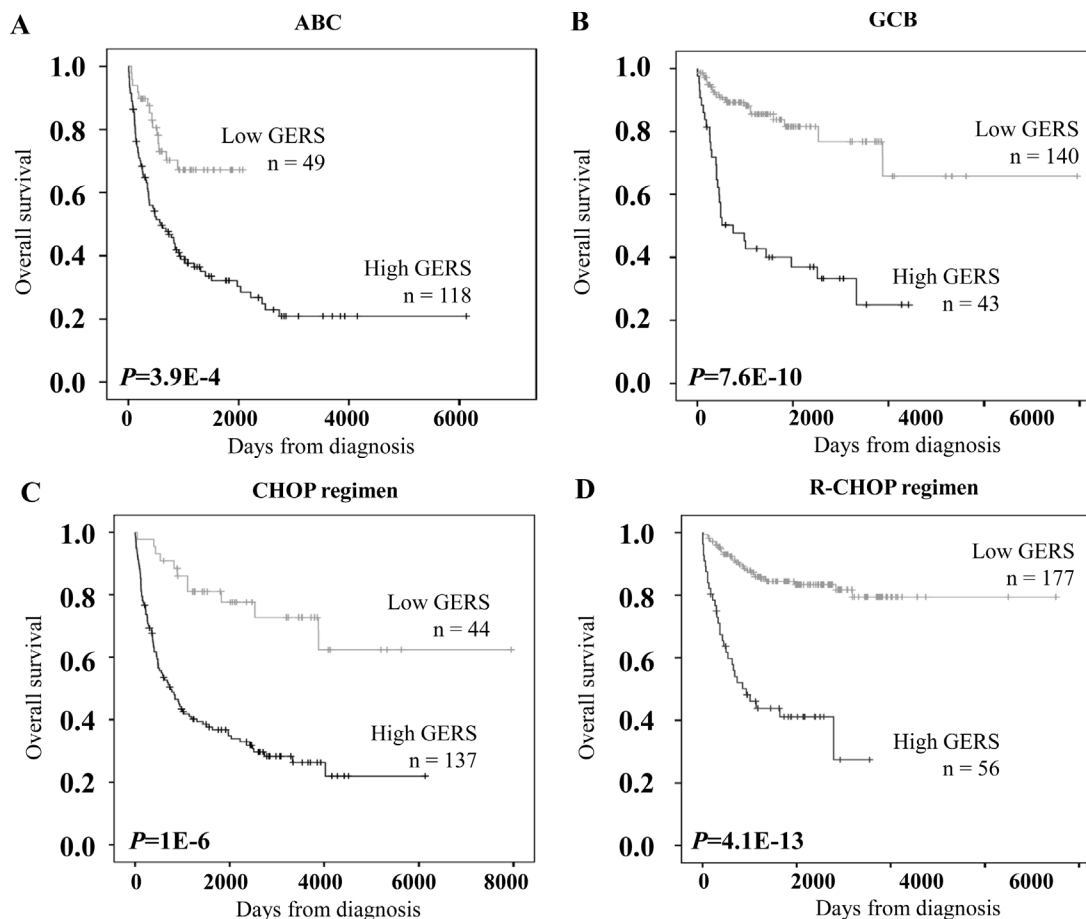 A
ABC
Overall survival
1.0
0.8
0.6
0.4
0.2
0.0
Low GERS
n = 49
High GERS
n = 118
P=3.9E-4
0 2000 4000 6000
Days from diagnosis
B
GCB
Overall survival
1.0
0.8
0.6
0.4
0.2
0.0
Low GERS
n = 140
High GERS
n = 43
P=7.6E-10
0 2000 4000 6000
Days from diagnosis
C
CHOP regimen
Overall survival
1.0
0.8
0.6
0.4
0.2
0.0
Low GERS
n = 44
High GERS
n = 137
P=1E-6
0 2000 4000 6000 8000
Days from diagnosis
D
R-CHOP regimen
Overall survival
1.0
0.8
0.6
0.4
0.2
0.0
Low GERS
n = 177
High GERS
n = 56
P=4.1E-13
0 2000 4000 6000
Days from diagnosis